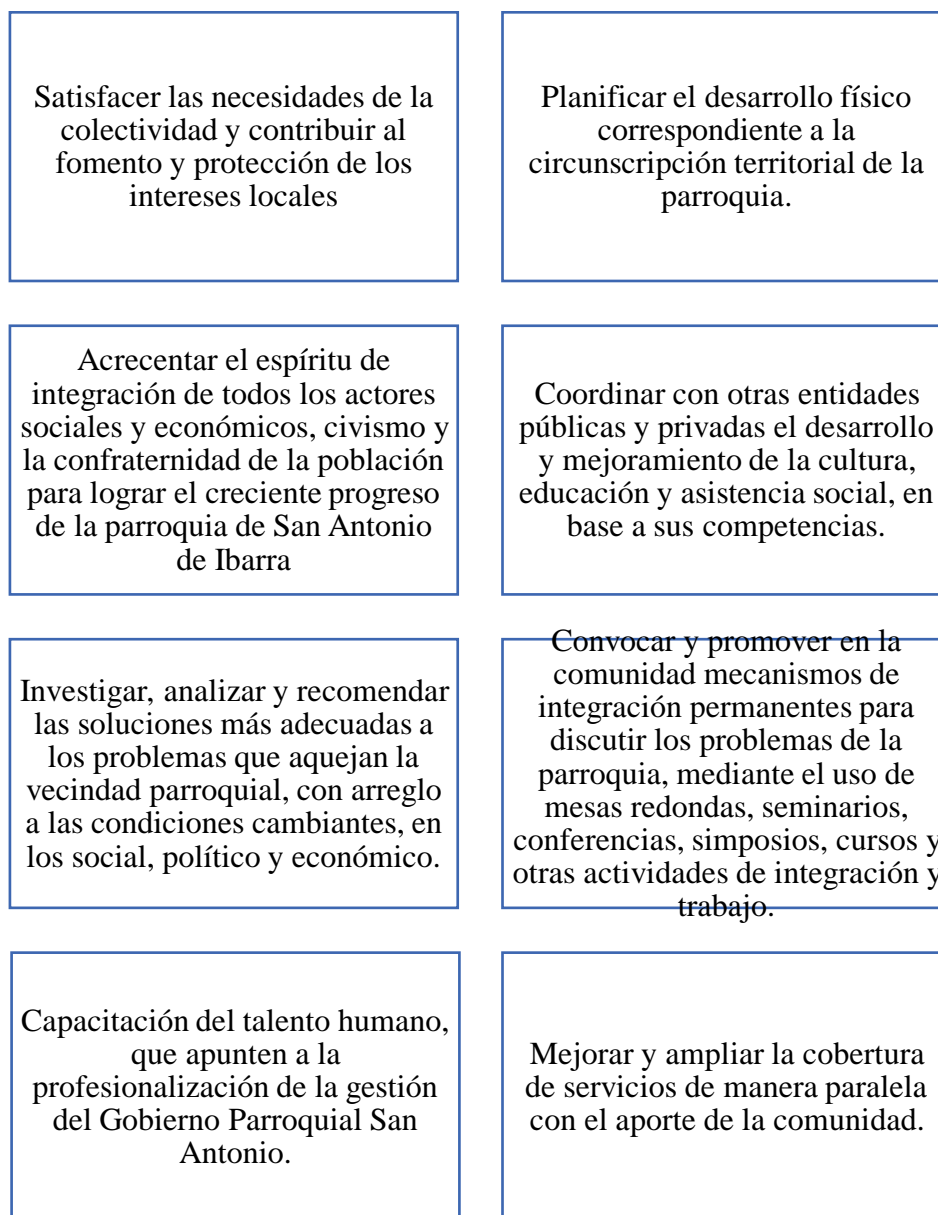 Satisfacer las necesidades de la
colectividad y contribuir al
fomento y protección de los
intereses locales
Planificar el desarrollo físico
correspondiente a la
circunscripción territorial de la
parroquia.
Acrecentar el espíritu de
integración de todos los actores
sociales y económicos, civismo y
la confraternidad de la población
para lograr el creciente progreso
de la parroquia de San Antonio
de Ibarra
Coordinar con otras entidades
públicas y privadas el desarrollo
y mejoramiento de la cultura,
educación y asistencia social, en
base a sus competencias.
Investigar, analizar y recomendar
las soluciones más adecuadas a
los problemas que aquejan la
vecindad parroquial, con arreglo
a las condiciones cambiantes, en
los social, político y económico.
Convocar y promover en la
comunidad mecanismos de
integración permanentes para
discutir los problemas de la
parroquia, mediante el uso de
mesas redondas, seminarios,
conferencias, simposios, cursos y
otras actividades de integración y
trabajo.
Capacitación del talento humano,
que apunten a la
profesionalización de la gestión
del Gobierno Parroquial San
Antonio.
Mejorar y ampliar la cobertura
de servicios de manera paralela
con el aporte de la comunidad.